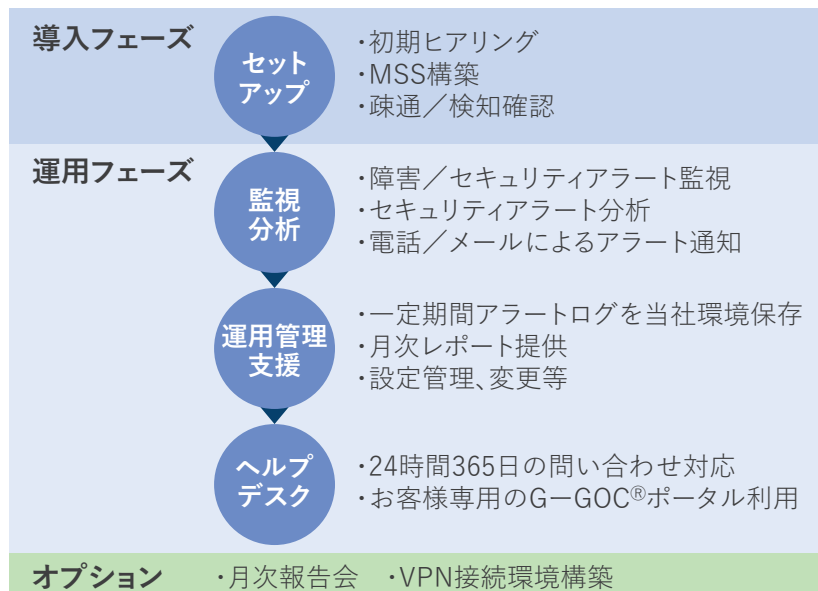 導入フェーズ
セット
アップ
・初期ヒアリング
・MSS構築
・疎通／検知確認
運用フェーズ
監視
分析
・障害／セキュリティアラート監視
・セキュリティアラート分析
・電話／メールによるアラート通知
運用管理
支援
・一定期間アラートログを当社環境保存
・月次レポート提供
・設定管理、変更等
ヘルプ
デスク
・24時間365日の問い合わせ対応
・お客様専用のGーGOC®ポータル利用
オプション ・月次報告会 ・VPN接続環境構築